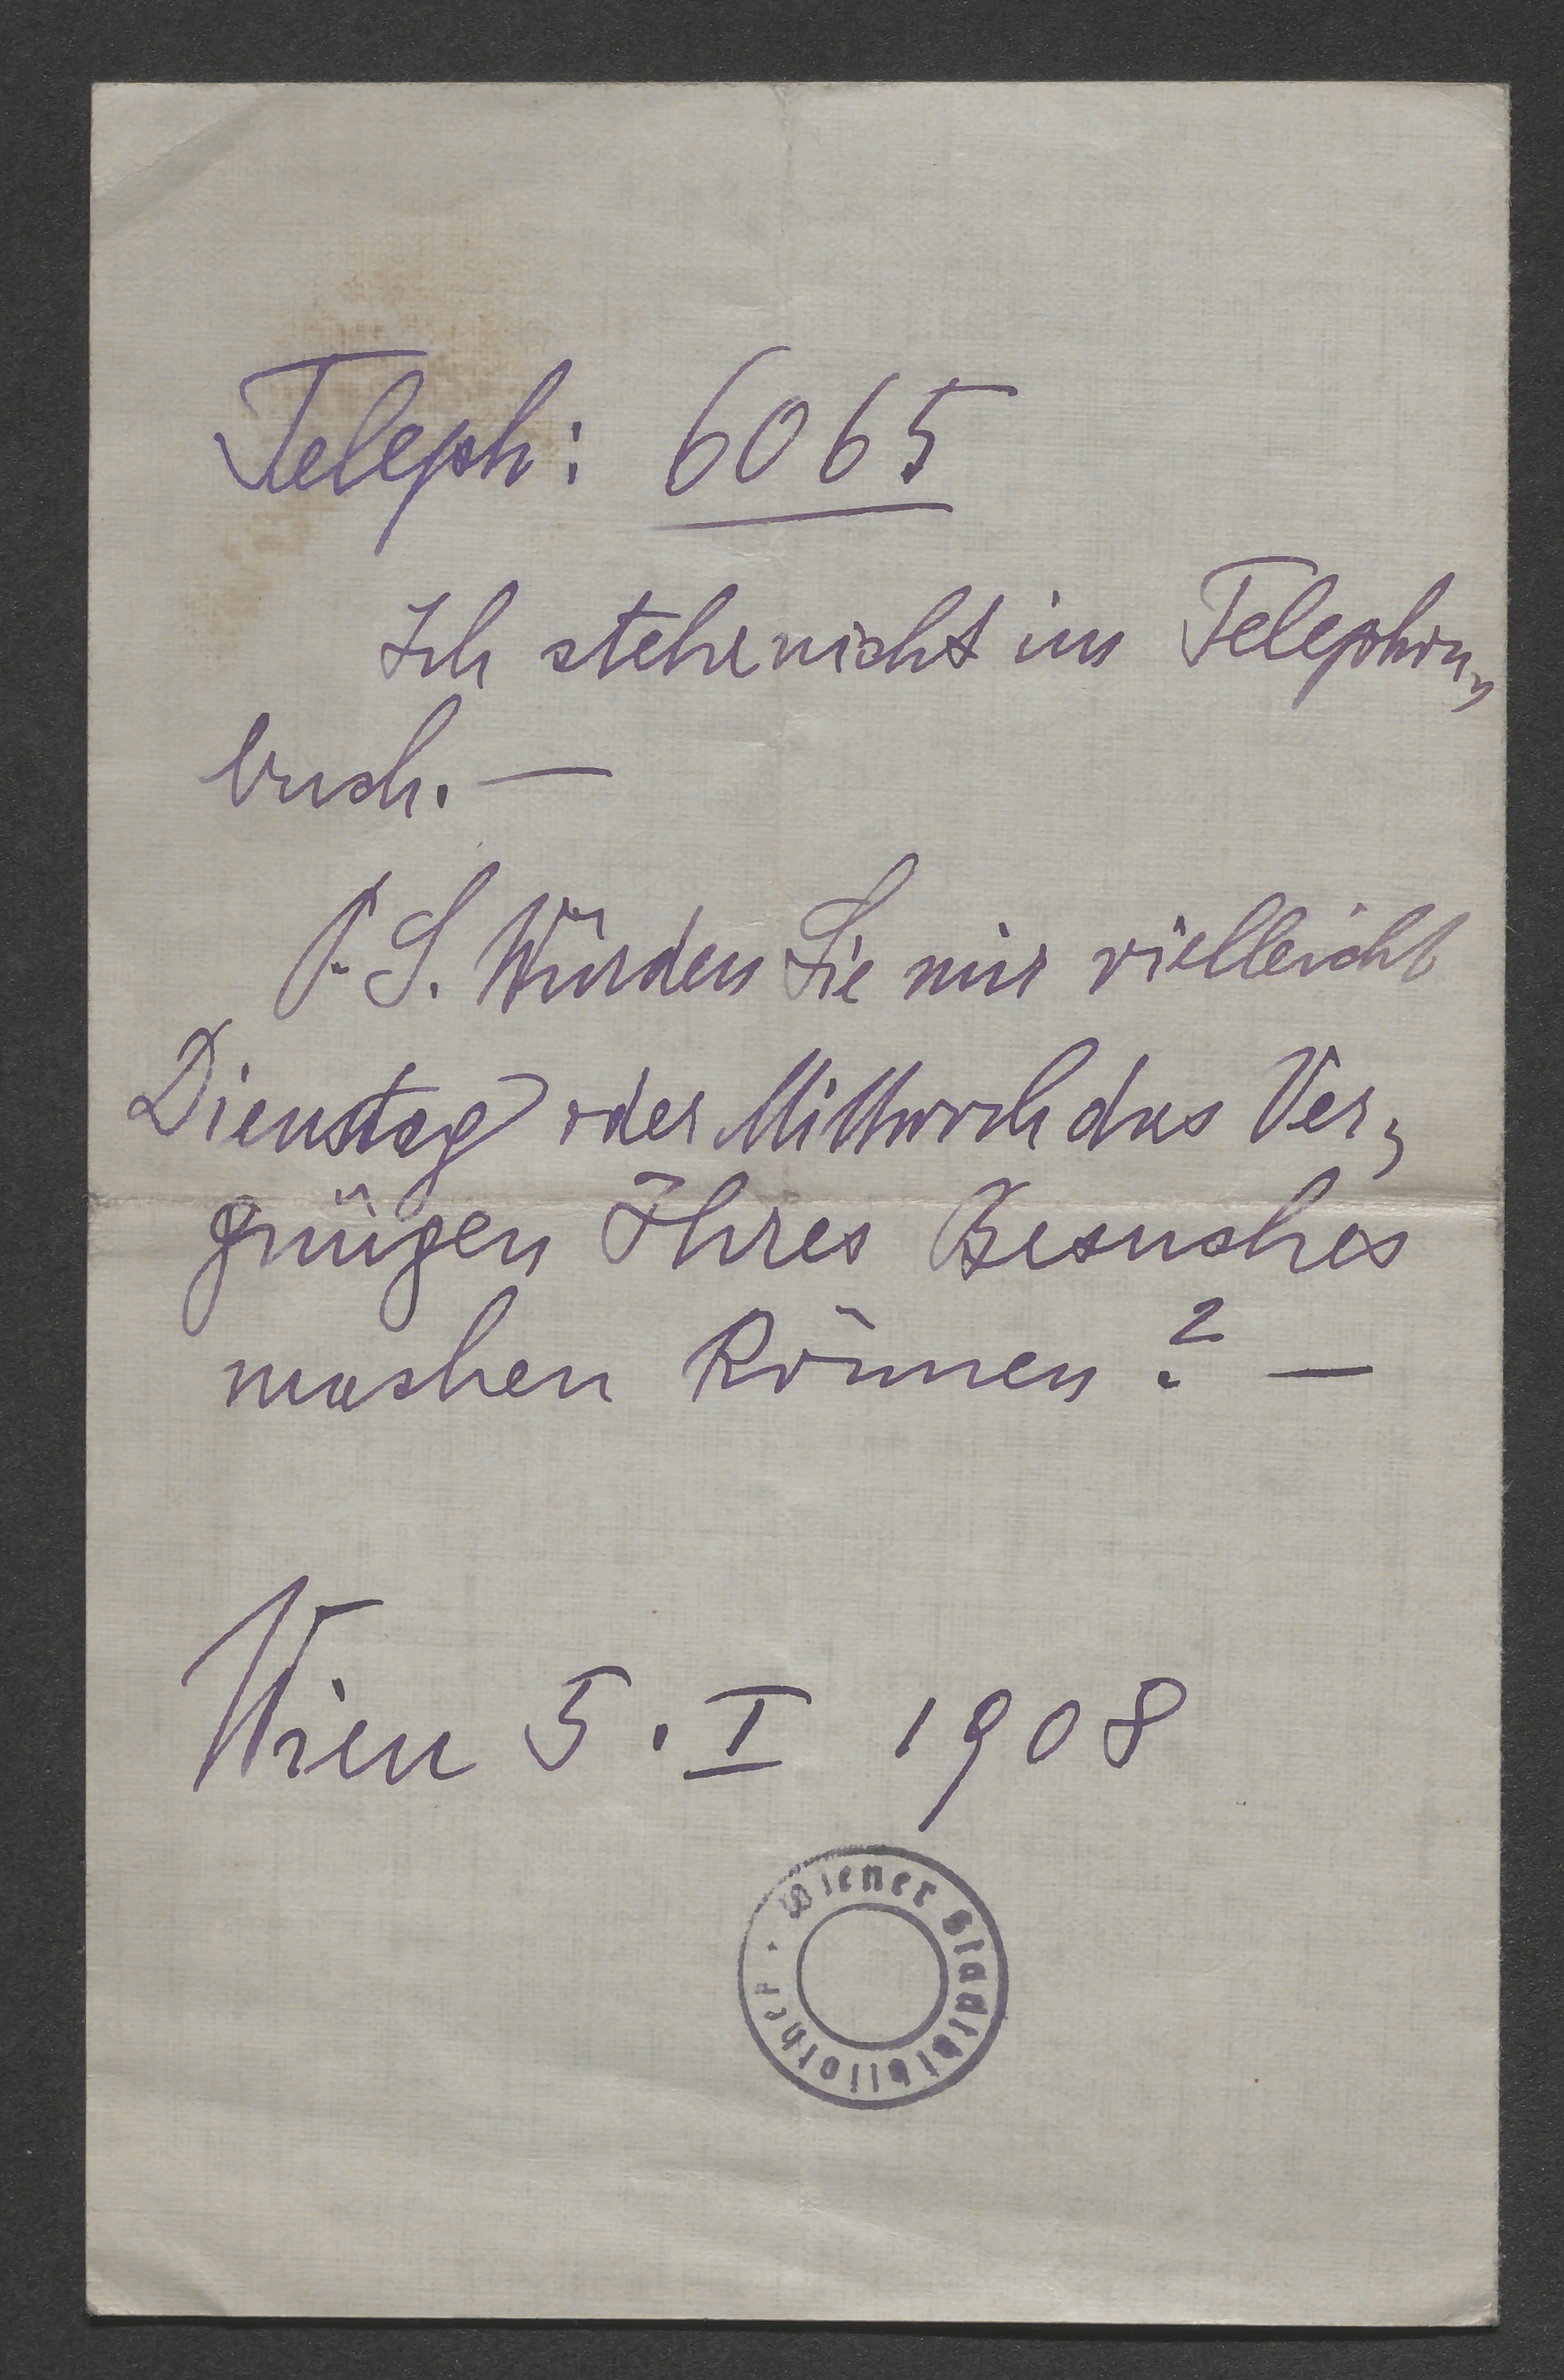 Teleph: 6065
Ich stehe nicht im Telephon-
buch. —
P. S. Würden Sie mir vielleicht
Dienstag oder Mittwoch das Ver-
gnügen Ihres Besuches
machen können? —
Wien 5. I 1908
Wiener Stadtbibliothek